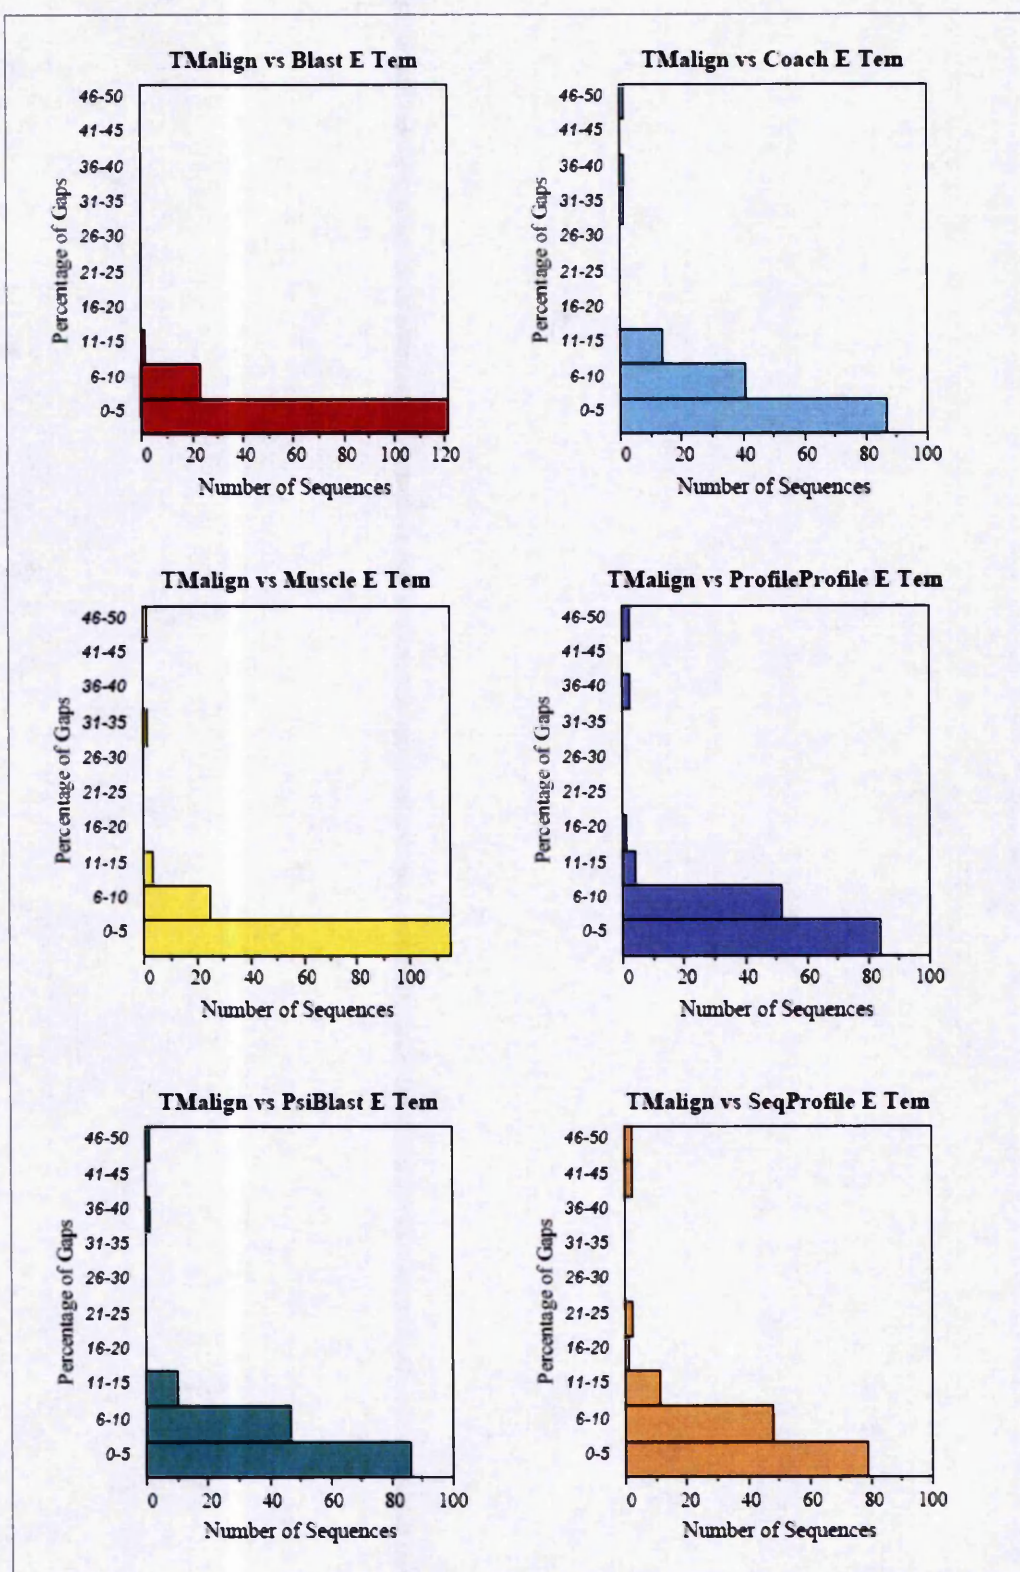 TMalign vs Blast E Tem
46-50
41-45
36-40
31-35
26-30
21-25
16-20
11-15
6-10
0-5
Percentage of Gaps
0 20 40 60 80 100 120
Number of Sequences
TMalign vs Coach E Tem
46-50
41-45
36-40
31-35
26-30
21-25
16-20
11-15
6-10
0-5
Percentage of Gaps
0 20 40 60 80 100
Number of Sequences
TMalign vs Muscle E Tem
46-50
41-45
36-40
31-35
26-30
21-25
16-20
11-15
6-10
0-5
Percentage of Gaps
0 20 40 60 80 100
Number of Sequences
TMalign vs ProfileProfile E Tem
46-50
41-45
36-40
31-35
26-30
21-25
16-20
11-15
6-10
0-5
Percentage of Gaps
0 20 40 60 80 100
Number of Sequences
TMalign vs PsiBlast E Tem
46-50
41-45
36-40
31-35
26-30
21-25
16-20
11-15
6-10
0-5
Percentage of Gaps
0 20 40 60 80 100
Number of Sequences
TMalign vs SeqProfile E Tem
46-50
41-45
36-40
31-35
26-30
21-25
16-20
11-15
6-10
0-5
Percentage of Gaps
0 20 40 60 80 100
Number of Sequences